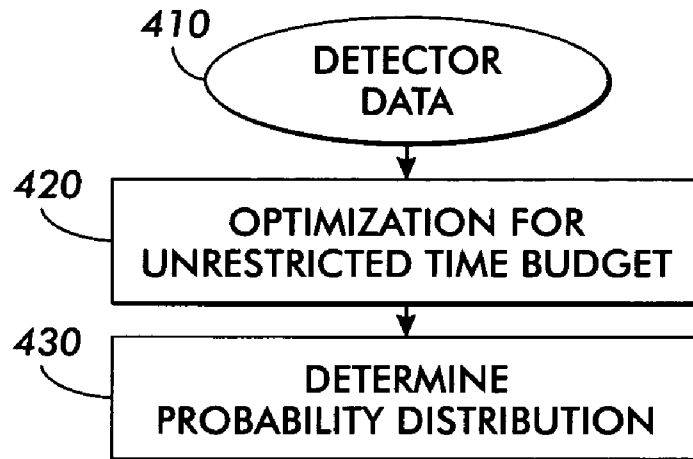 410
DETECTOR
DATA
420
OPTIMIZATION FOR
UNRESTRICTED TIME BUDGET
430
DETERMINE
PROBABILITY DISTRIBUTION